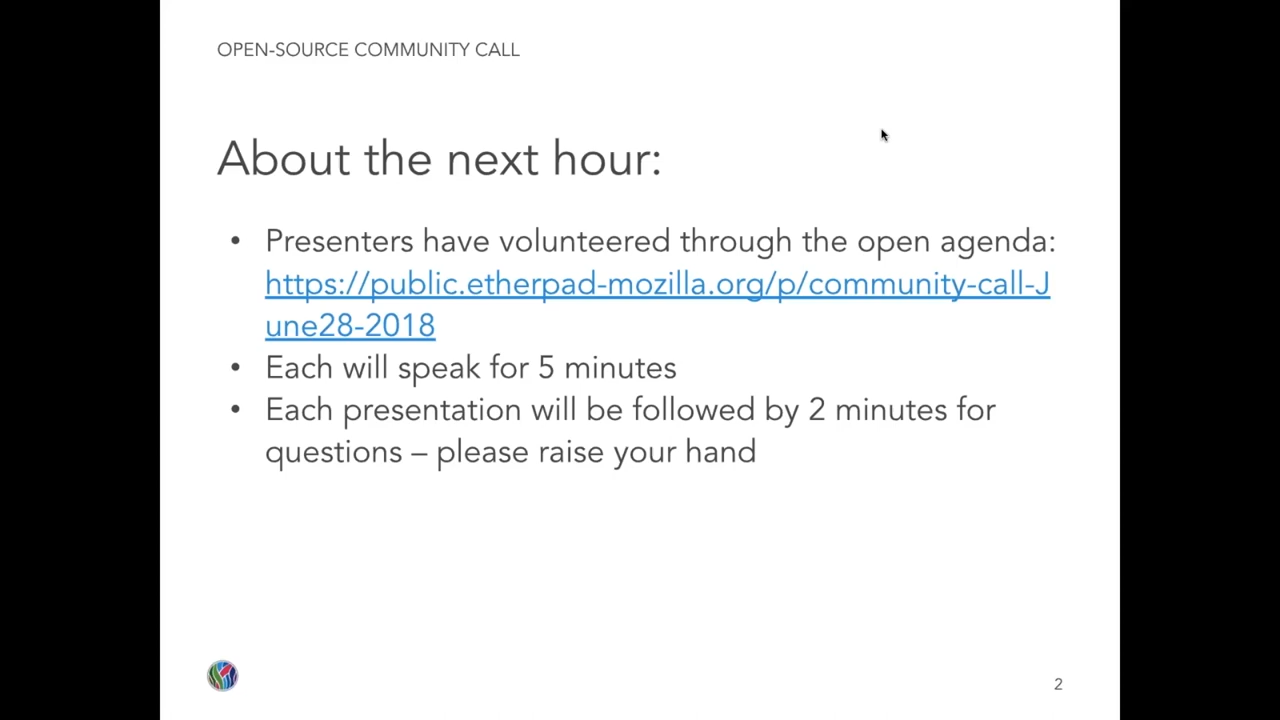 OPEN-SOURCE COMMUNITY CALL
About the next hour:
• Presenters have volunteered through the open agenda:
https://public.etherpad-mozilla.org/p/community-call-J
une28-2018
• Each will speak for 5 minutes
• Each presentation will be followed by 2 minutes for
questions – please raise your hand
2